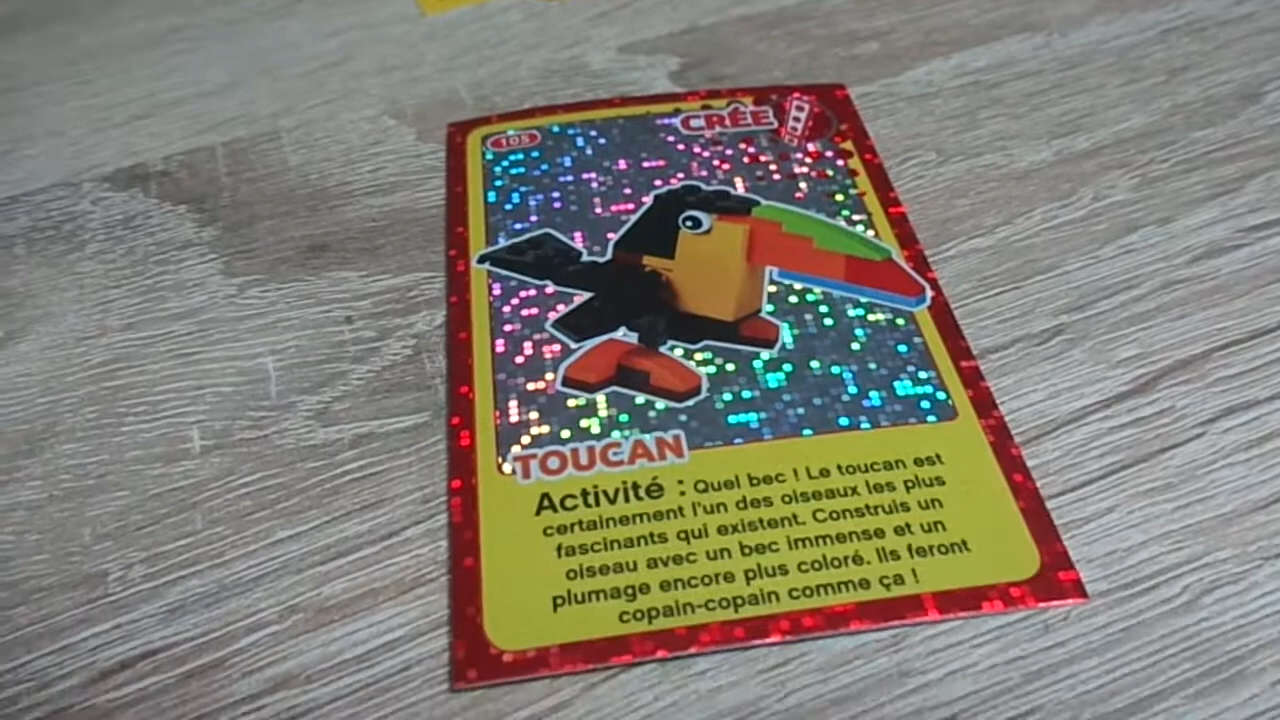 105
CRÉE
TOUCAN
Activité : Quel bec ! Le toucan est
certainement l'un des oiseaux les plus
fascinants qui existent. Construis un
oiseau avec un bec immense et un
plumage encore plus coloré. Ils feront
copain-copain comme ça !